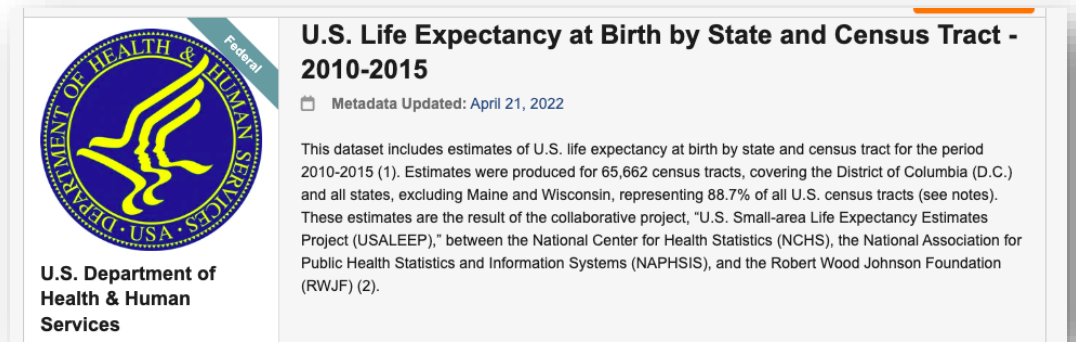 DEPARTMENT OF HEALTH & HUMAN SERVICES · USA
Federal
U.S. Department of
Health & Human
Services
U.S. Life Expectancy at Birth by State and Census Tract -
2010-2015
Metadata Updated: April 21, 2022
This dataset includes estimates of U.S. life expectancy at birth by state and census tract for the period
2010-2015 (1). Estimates were produced for 65,662 census tracts, covering the District of Columbia (D.C.)
and all states, excluding Maine and Wisconsin, representing 88.7% of all U.S. census tracts (see notes).
These estimates are the result of the collaborative project, “U.S. Small-area Life Expectancy Estimates
Project (USALEEP),” between the National Center for Health Statistics (NCHS), the National Association for
Public Health Statistics and Information Systems (NAPHSIS), and the Robert Wood Johnson Foundation
(RWJF) (2).